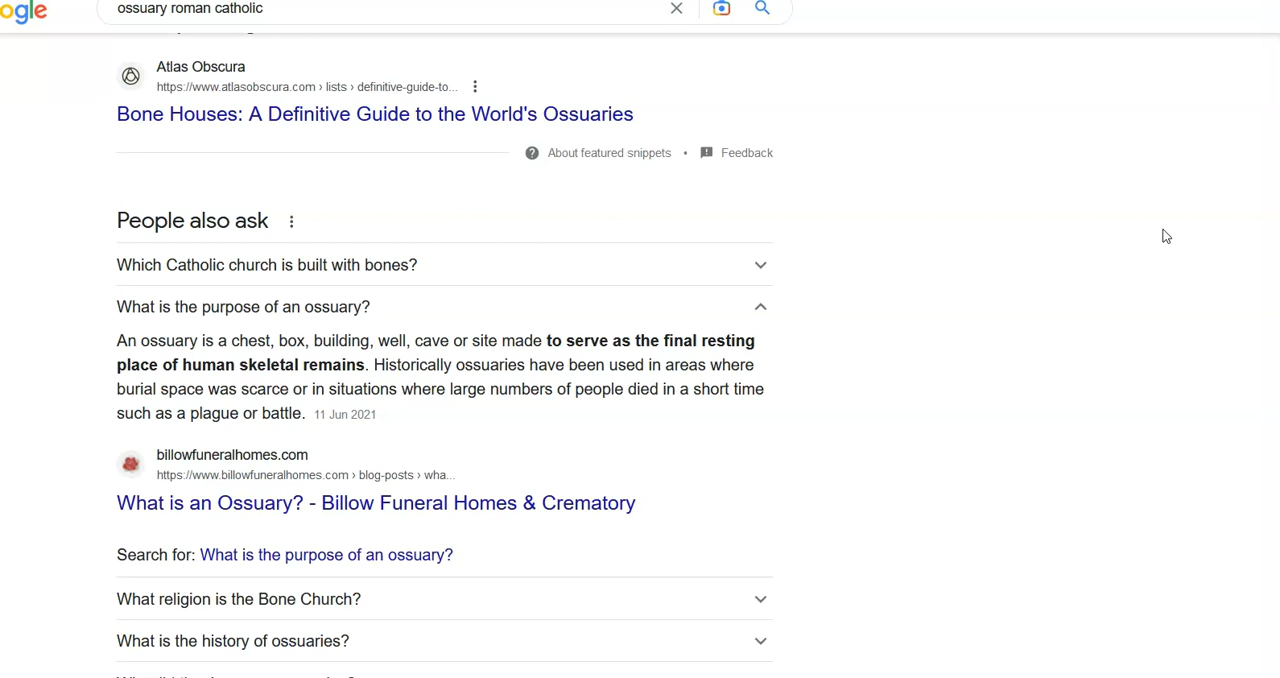 ogle
ossuary roman catholic
Atlas Obscura
https://www.atlasobscura.com › lists › definitive-guide-to...
Bone Houses: A Definitive Guide to the World's Ossuaries
About featured snippets • Feedback
People also ask
Which Catholic church is built with bones?
What is the purpose of an ossuary?
An ossuary is a chest, box, building, well, cave or site made to serve as the final resting
place of human skeletal remains. Historically ossuaries have been used in areas where
burial space was scarce or in situations where large numbers of people died in a short time
such as a plague or battle. 11 Jun 2021
billowfuneralhomes.com
https://www.billowfuneralhomes.com › blog-posts › wha...
What is an Ossuary? - Billow Funeral Homes & Crematory
Search for: What is the purpose of an ossuary?
What religion is the Bone Church?
What is the history of ossuaries?